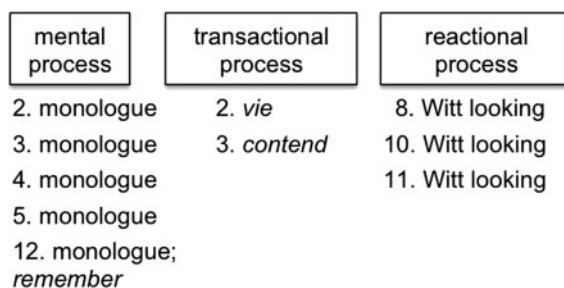 mental
process
2. monologue
3. monologue
4. monologue
5. monologue
12. monologue;
remember
transactional
process
2. vie
3. contend
reactional
process
8. Witt looking
10. Witt looking
11. Witt looking